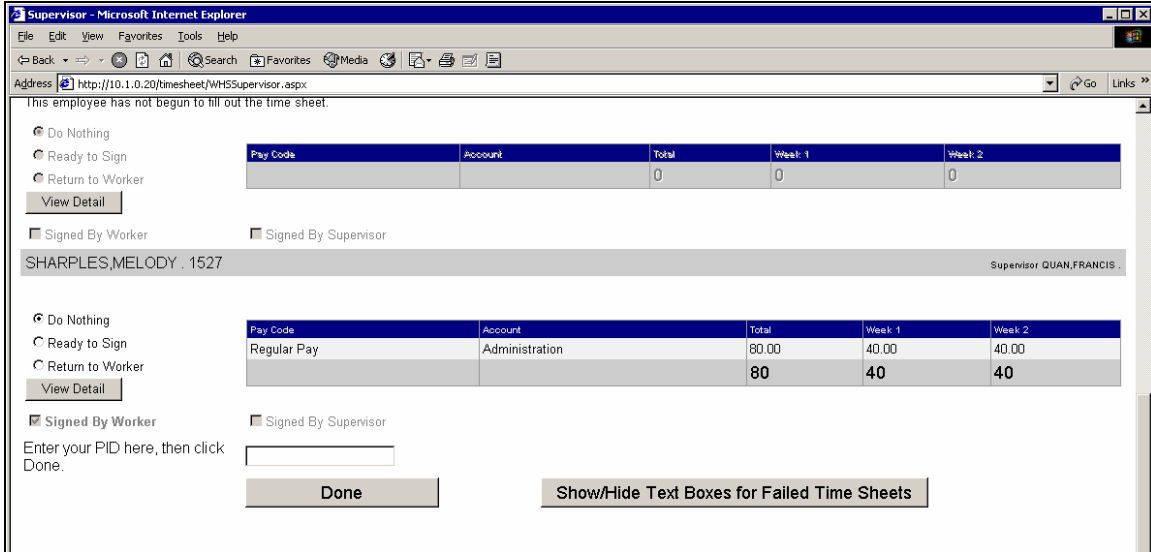 Supervisor - Microsoft Internet Explorer
File Edit View Favorites Tools Help
Back Search Favorites Media
Address http://10.1.0.20/timesheet/WHSSupervisor.aspx Go Links »
This employee has not begun to fill out the time sheet.
Do Nothing
Ready to Sign
Return to Worker
View Detail
Pay Code Account Total Week 1 Week 2
0 0 0
Signed By Worker Signed By Supervisor
SHARPLES,MELODY . 1527 Supervisor QUAN,FRANCIS .
Do Nothing
Ready to Sign
Return to Worker
View Detail
Pay Code Account Total Week 1 Week 2
Regular Pay Administration 80.00 40.00 40.00
80 40 40
Signed By Worker Signed By Supervisor
Enter your PID here, then click
Done.
Done Show/Hide Text Boxes for Failed Time Sheets